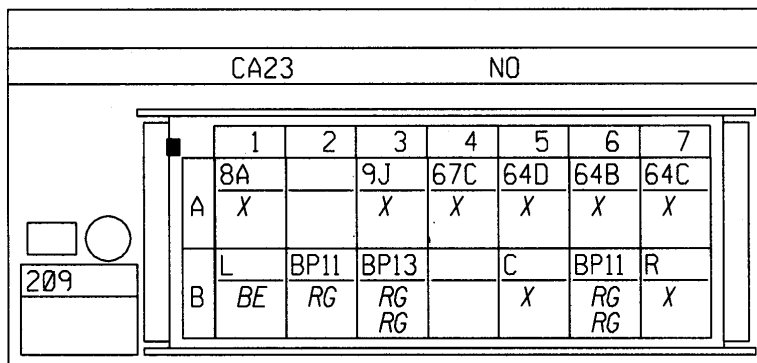 CA23 NO
1 2 3 4 5 6 7
8A 9J 67C 64D 64B 64C
A X X X X X X
L BP11 BP13 C BP11 R
209
B BE RG RG X RG X
RG RG